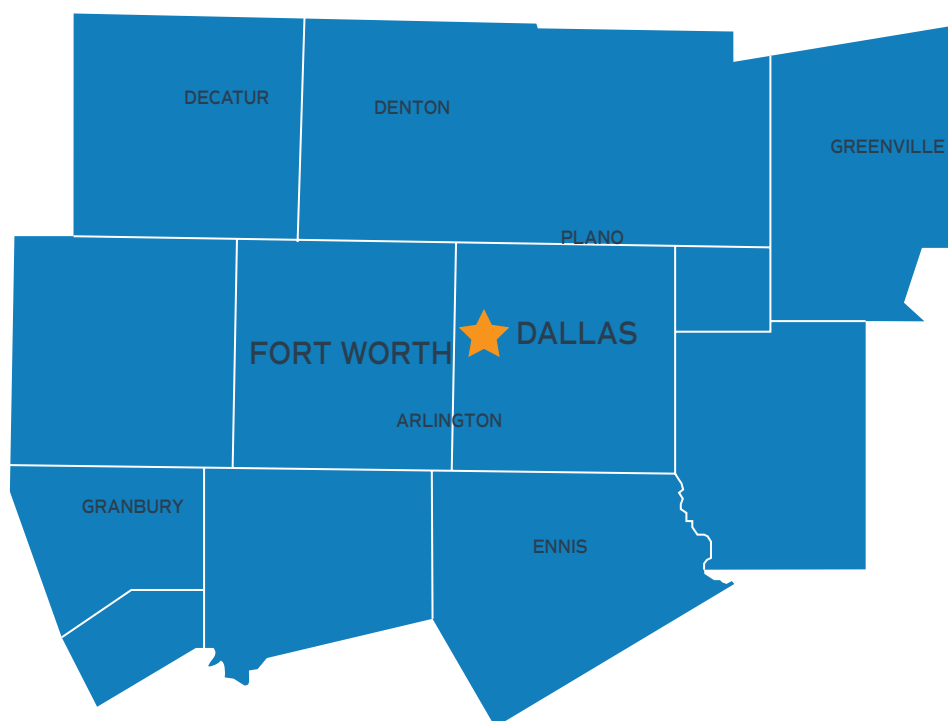 DECATUR
DENTON
GREENVILLE
PLANO
DALLAS
FORT WORTH
ARLINGTON
GRANBURY
ENNIS